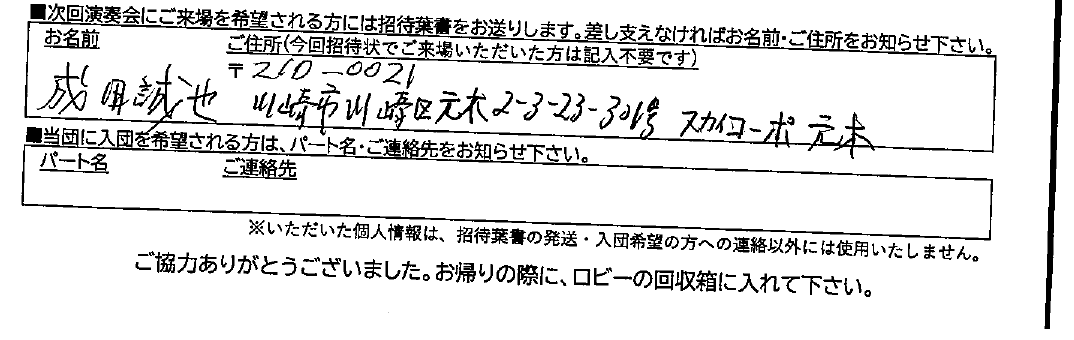 ■次回演奏会にご来場を希望される方には招待葉書をお送りします。差し支えなければお名前・ご住所をお知らせ下さい。
お名前 ご住所(今回招待状でご来場いただいた方は記入不要です)
〒210-0021
成田誠也 川崎市川崎区元木2-3-23-301号 スカイコーポ元木
■当団に入団を希望される方は、パート名・ご連絡先をお知らせ下さい。
パート名 ご連絡先
※いただいた個人情報は、招待葉書の発送・入団希望の方への連絡以外には使用いたしません。
ご協力ありがとうございました。お帰りの際に、ロビーの回収箱に入れて下さい。